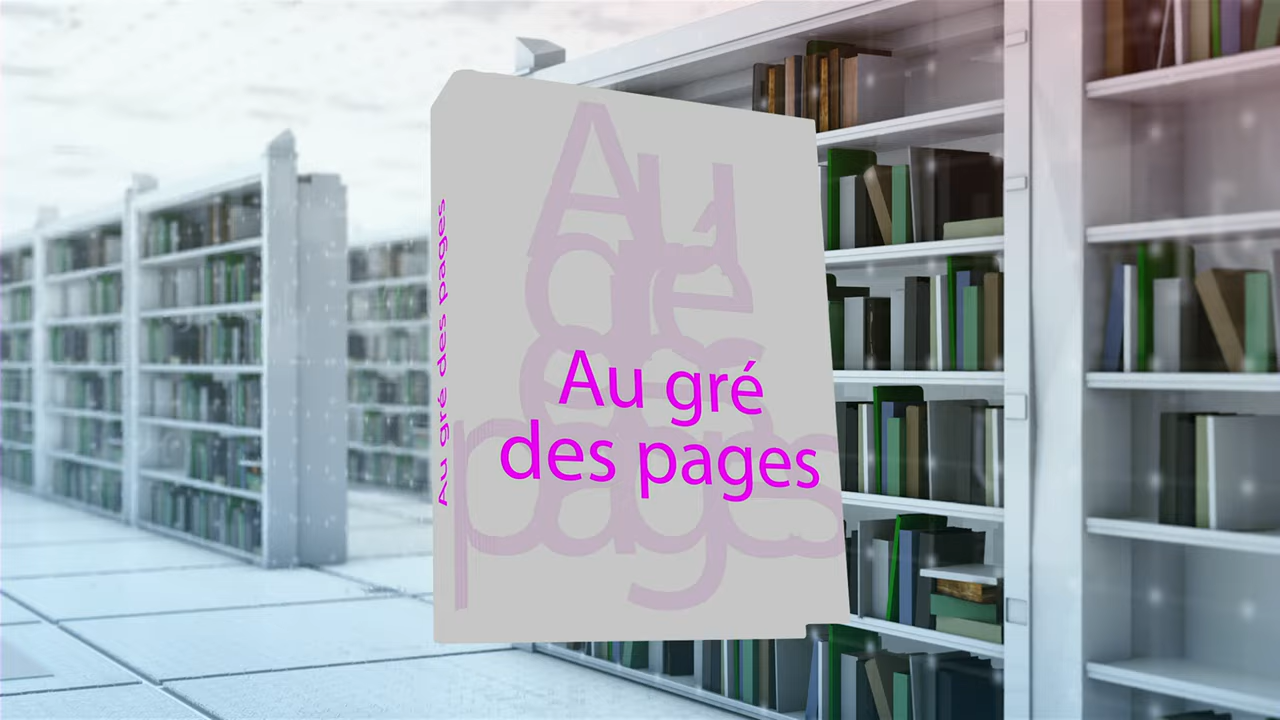 Au gré des pages
Au
gré
des
pages
Au gré
des pages